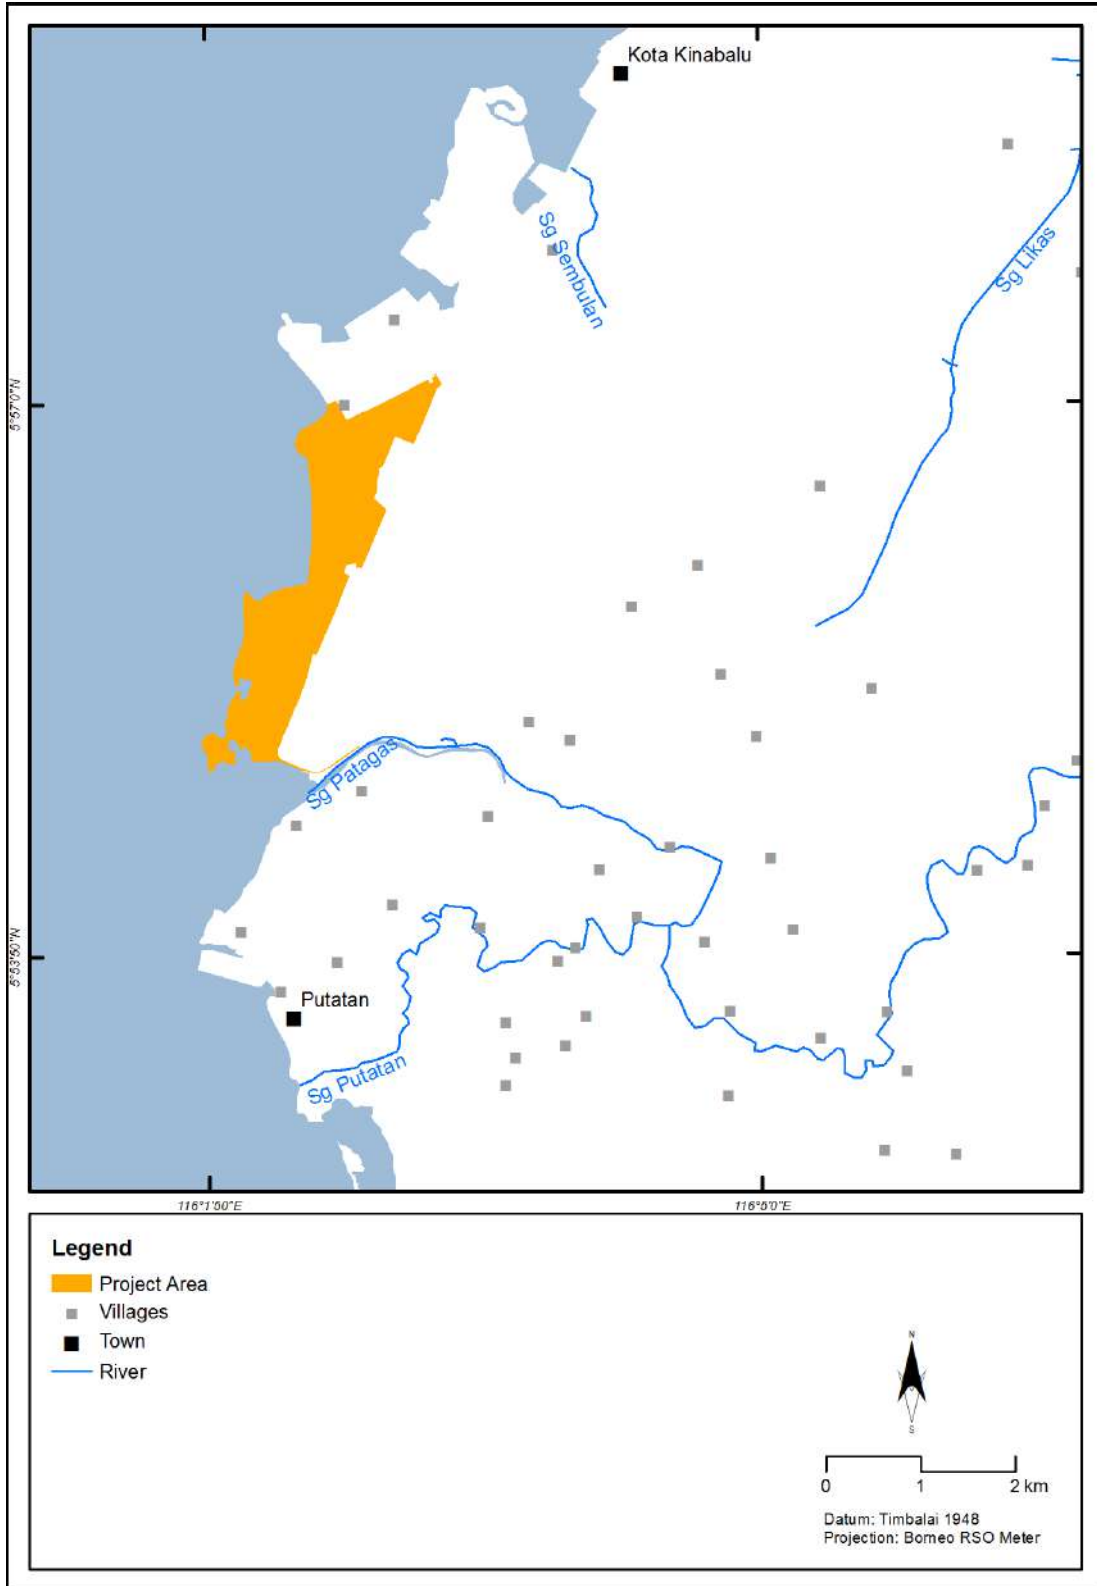 Kota Kinabalu
Sg Sembulan
Sg Likas
5°57'0"N
Sg Patagas
5°53'50"N
Putatan
Sg Putatan
116°1'50"E
116°5'0"E
Legend
Project Area
Villages
Town
River
N
S
0 1 2 km
Datum: Timbalai 1948
Projection: Borneo RSO Meter